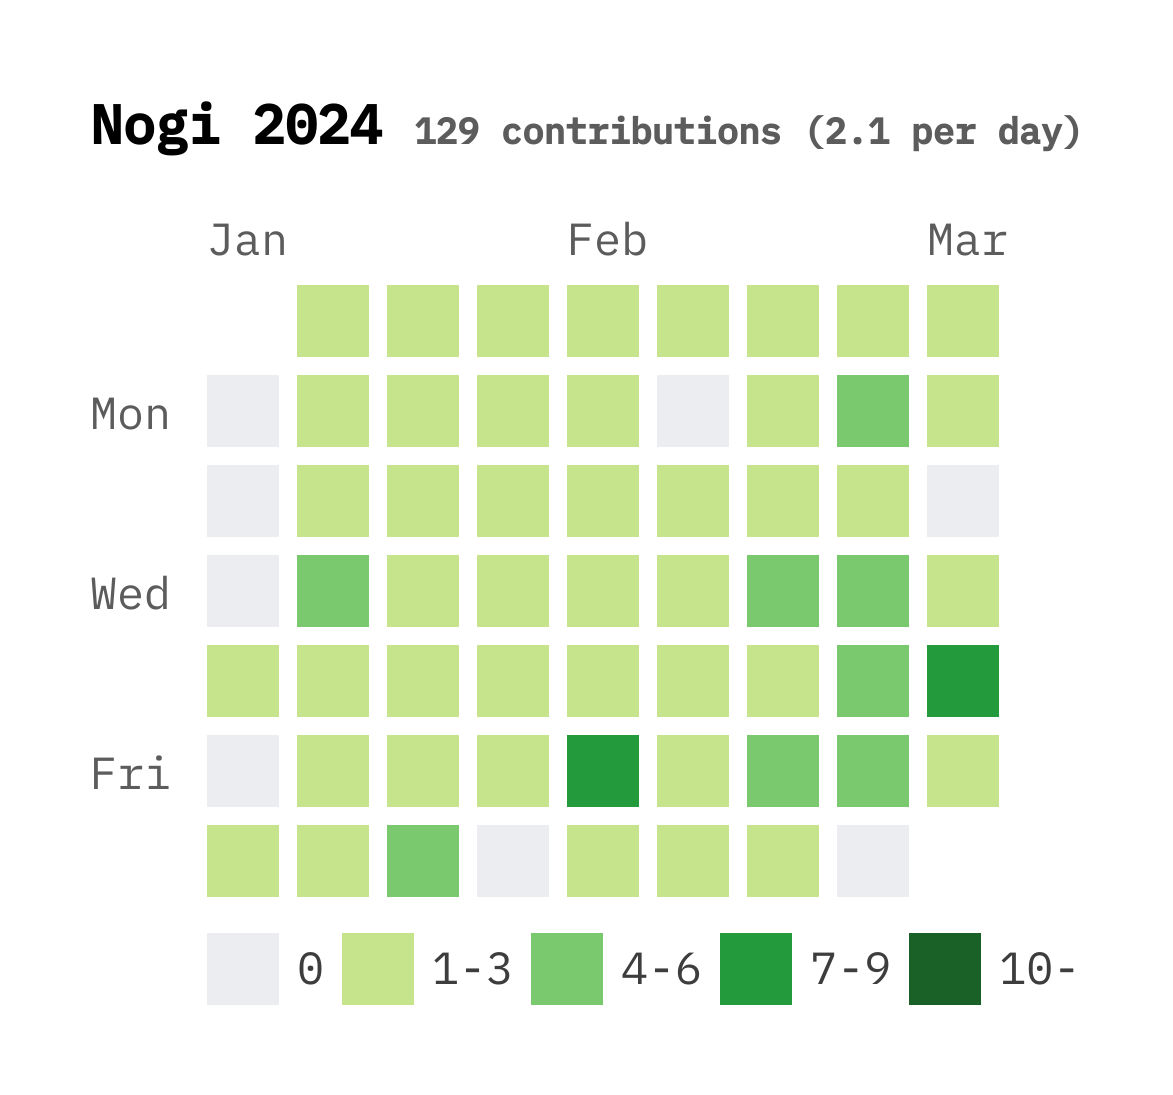 Nogi 2024 129 contributions (2.1 per day)
Jan Feb Mar
Mon
Wed
Fri
0 1-3 4-6 7-9 10-